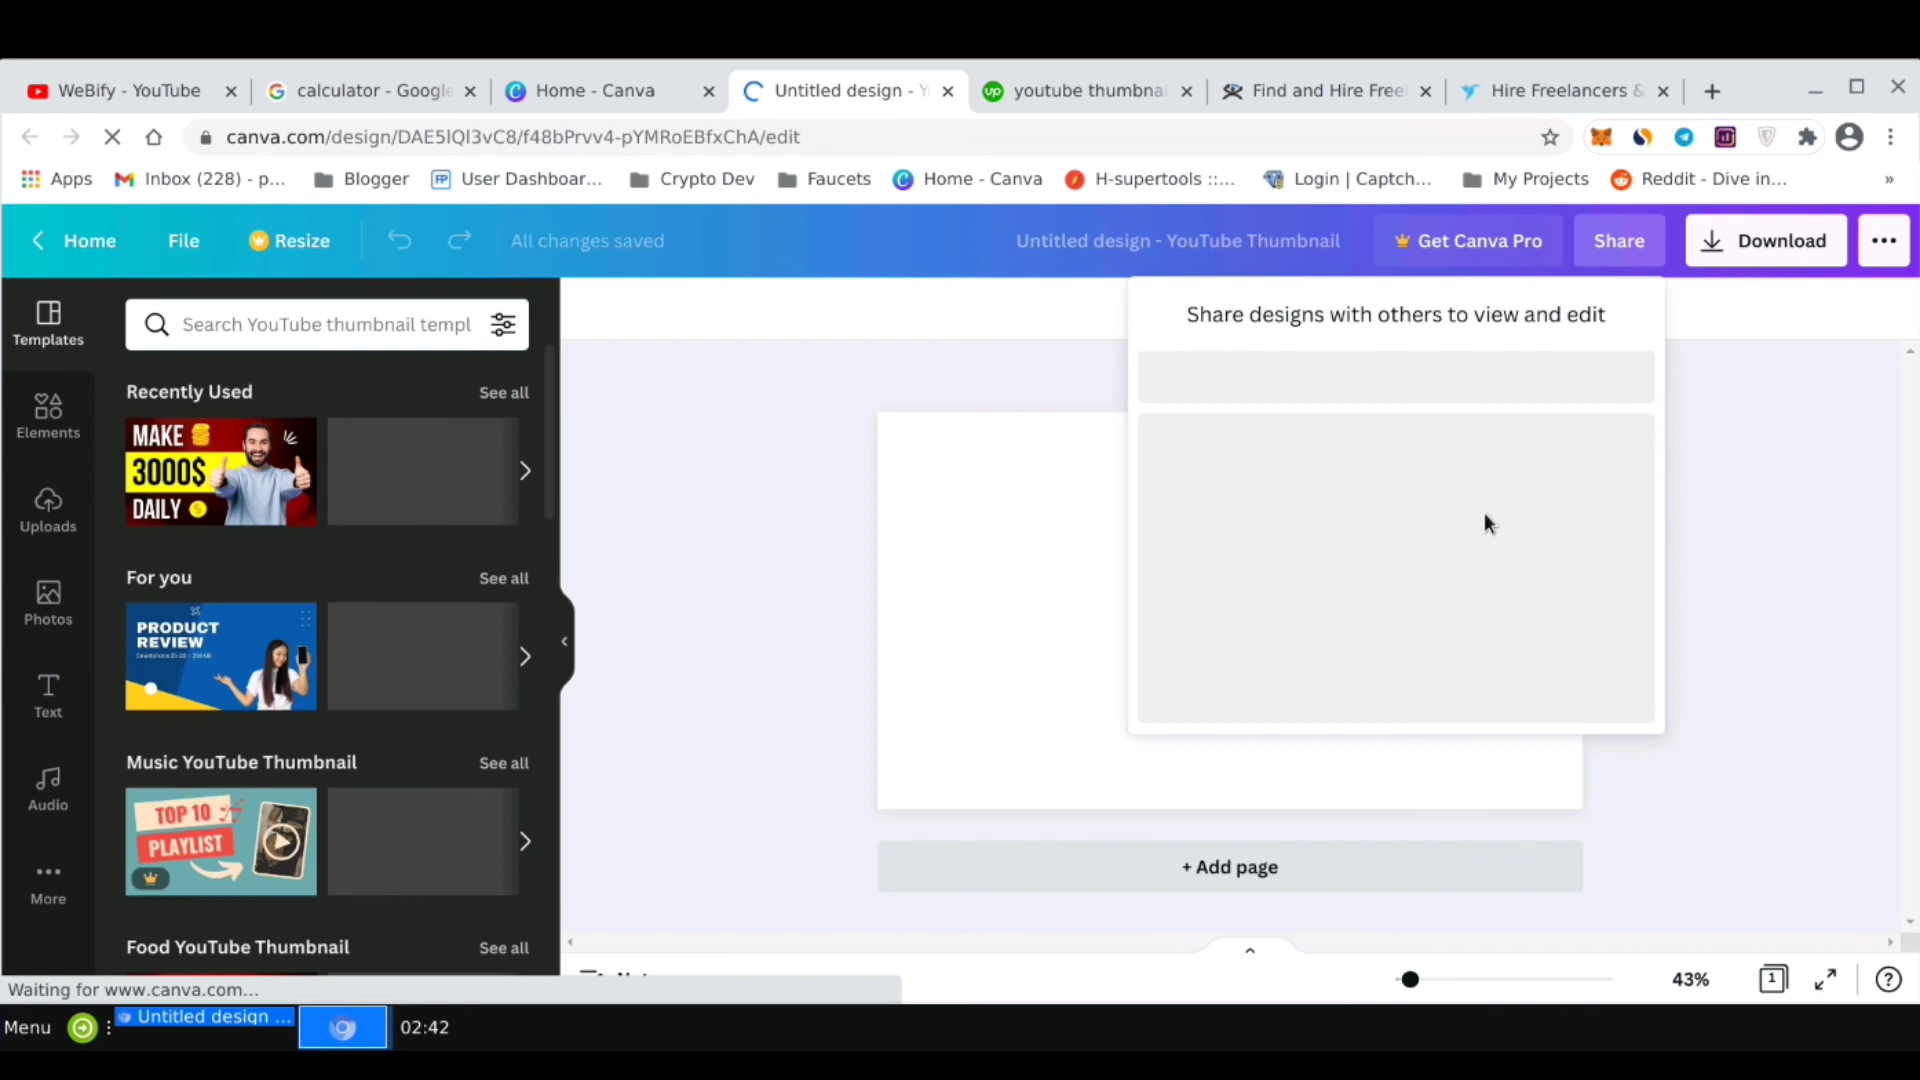 WeBify - YouTube
calculator - Google
Home - Canva
Untitled design - Y
youtube thumbnai
Find and Hire Free
Hire Freelancers &
canva.com/design/DAE5lQl3vC8/f48bPrvv4-pYMRoEBfxChA/edit
Apps
Inbox (228) - p...
Blogger
User Dashboar...
Crypto Dev
Faucets
Home - Canva
H-supertools ::...
Login | Captch...
My Projects
Reddit - Dive in...
»
Home
File
Resize
All changes saved
Untitled design - YouTube Thumbnail
Get Canva Pro
Share
Download
Share designs with others to view and edit
Templates
Elements
Uploads
Photos
Text
Audio
More
Search YouTube thumbnail templ
Recently Used
See all
MAKE
3000$
DAILY
For you
See all
PRODUCT
REVIEW
Music YouTube Thumbnail
See all
TOP 10
PLAYLIST
Food YouTube Thumbnail
See all
+ Add page
43%
1
Waiting for www.canva.com...
Menu
Untitled design ...
02:42